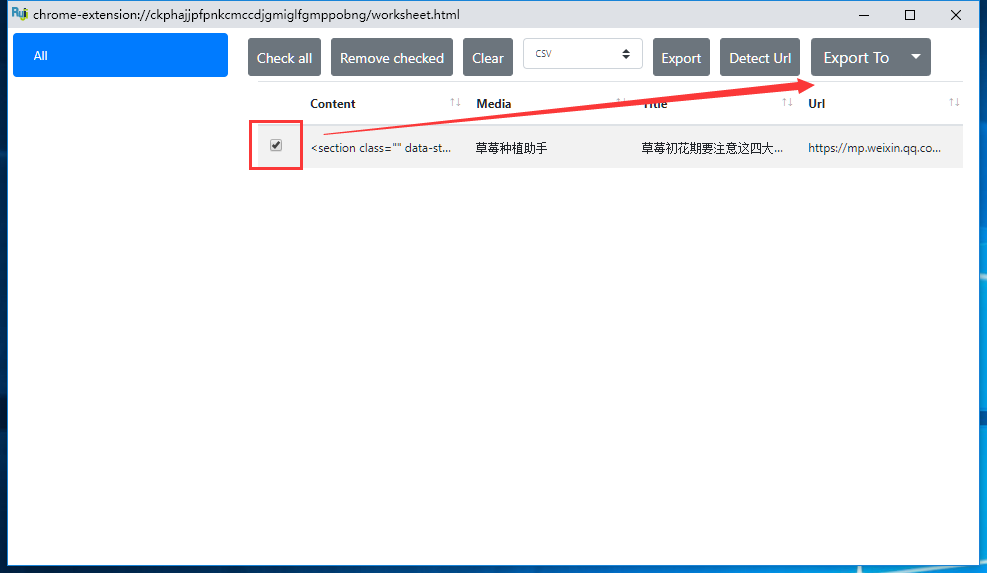 chrome-extension://ckphajjpfpnkcmccdjgmiglfgmppobng/worksheet.html
All
Check all Remove checked Clear CSV Export Detect Url Export To
Content Media Title Url
<section class="" data-st... 草莓种植助手 草莓初花期要注意这四大... https://mp.weixin.qq.co...